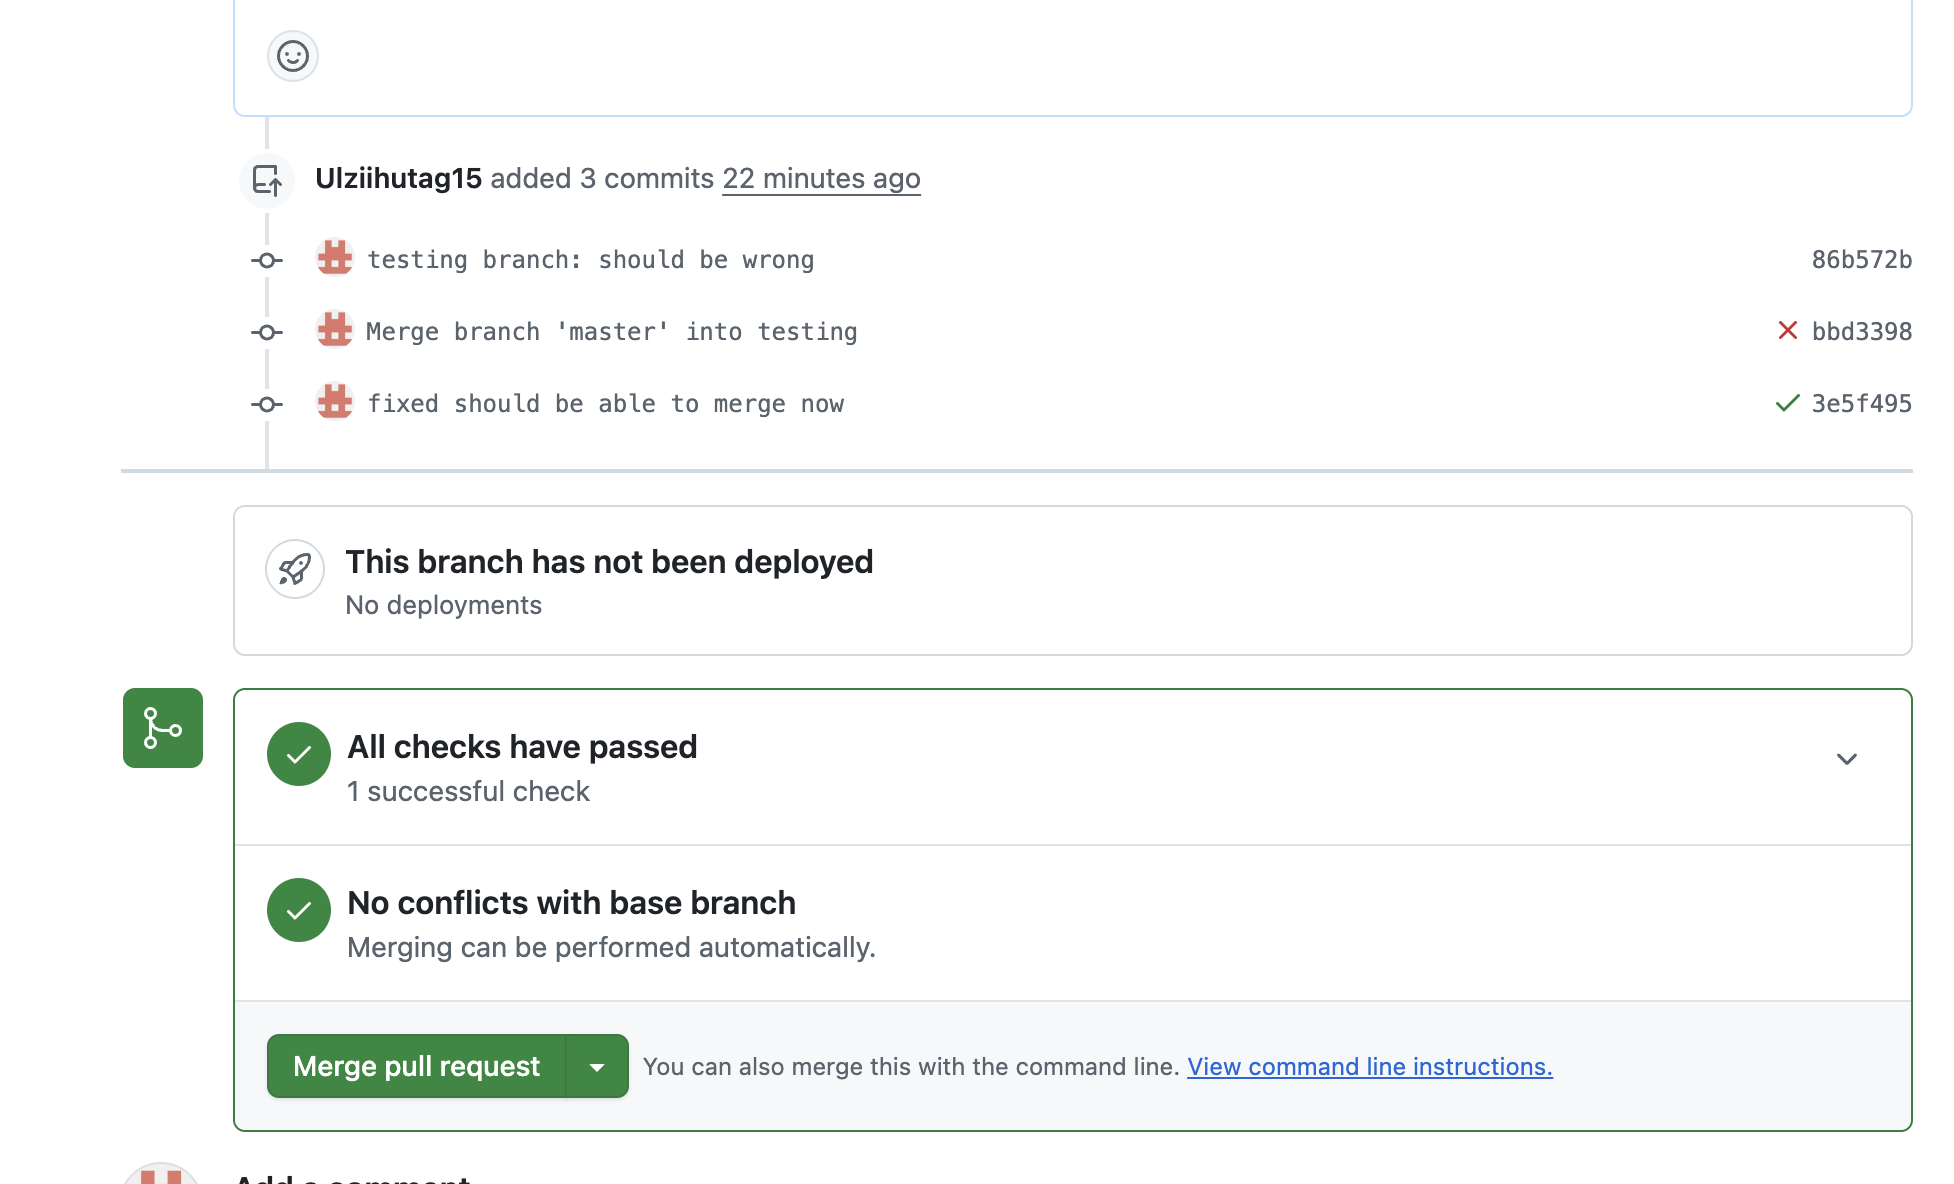 Ulziihutag15 added 3 commits 22 minutes ago
testing branch: should be wrong 86b572b
Merge branch 'master' into testing bbd3398
fixed should be able to merge now 3e5f495
This branch has not been deployed
No deployments
All checks have passed
1 successful check
No conflicts with base branch
Merging can be performed automatically.
Merge pull request You can also merge this with the command line. View command line instructions.
Add a comment